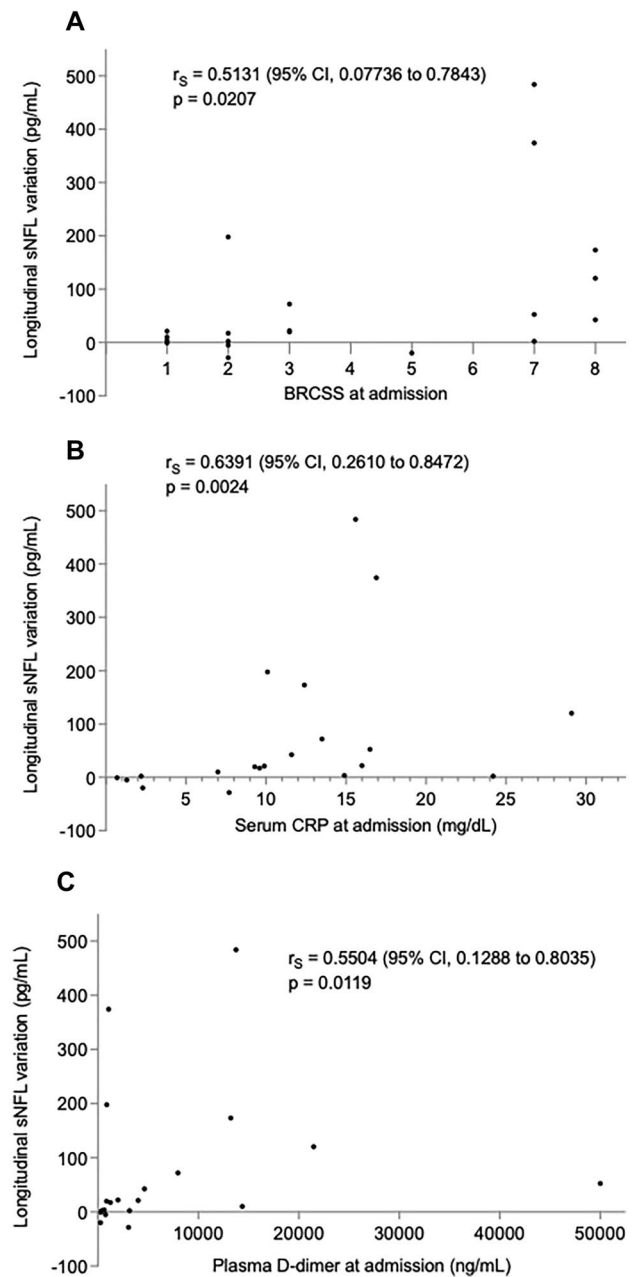 A
r_S = 0.5131 (95% CI, 0.07736 to 0.7843)
p = 0.0207
Longitudinal sNFL variation (pg/mL)
500
400
300
200
100
0
-100
1 2 3 4 5 6 7 8
BRCSS at admission
B
r_S = 0.6391 (95% CI, 0.2610 to 0.8472)
p = 0.0024
Longitudinal sNFL variation (pg/mL)
500
400
300
200
100
0
-100
5 10 15 20 25 30
Serum CRP at admission (mg/dL)
C
r_S = 0.5504 (95% CI, 0.1288 to 0.8035)
p = 0.0119
Longitudinal sNFL variation (pg/mL)
500
400
300
200
100
0
-100
10000 20000 30000 40000 50000
Plasma D-dimer at admission (ng/mL)